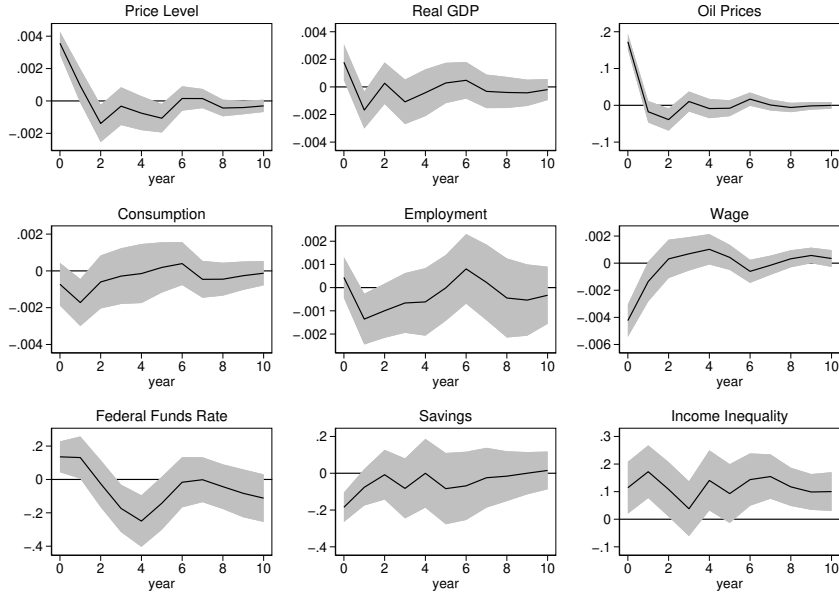 Price Level
.004
.002
0
−.002
0 2 4 6 8 10
year
Real GDP
.004
.002
0
−.002
−.004
0 2 4 6 8 10
year
Oil Prices
.2
.1
0
−.1
0 2 4 6 8 10
year
Consumption
.002
0
−.002
−.004
0 2 4 6 8 10
year
Employment
.002
.001
0
−.001
−.002
0 2 4 6 8 10
year
Wage
.002
0
−.002
−.004
−.006
0 2 4 6 8 10
year
Federal Funds Rate
.2
0
−.2
−.4
0 2 4 6 8 10
year
Savings
.2
0
−.2
−.4
0 2 4 6 8 10
year
Income Inequality
.3
.2
.1
0
−.1
0 2 4 6 8 10
year